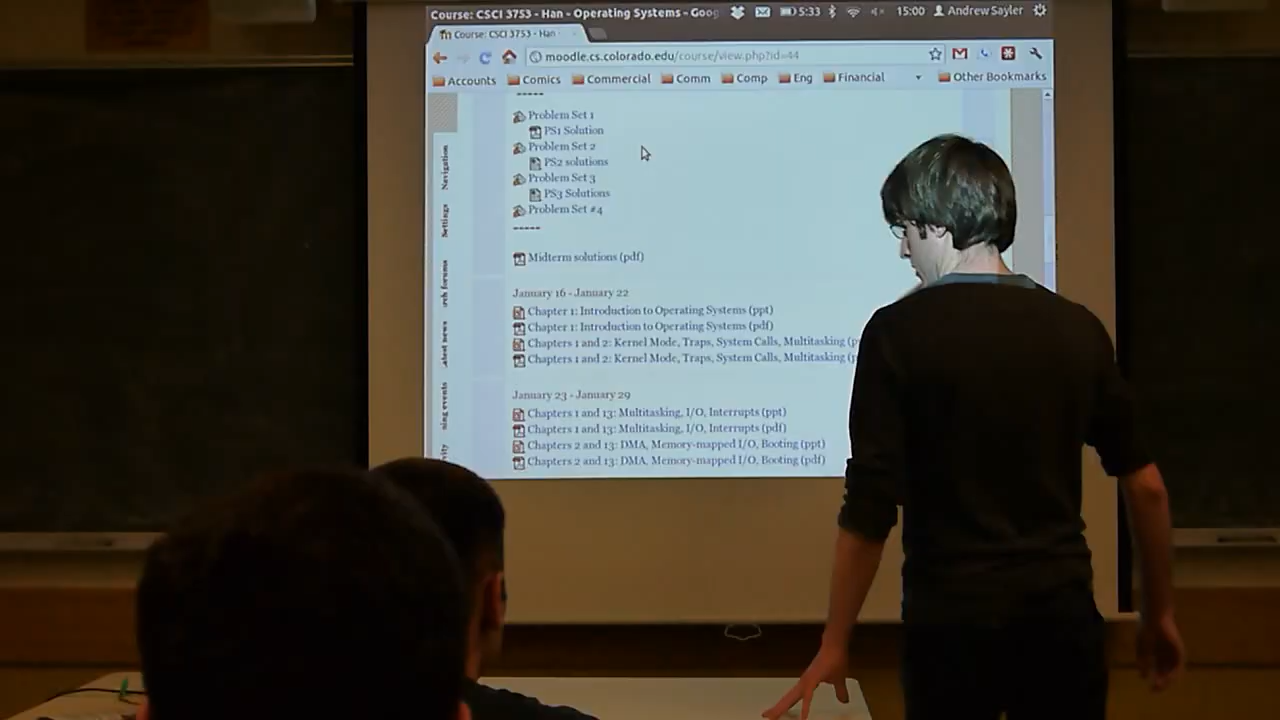 Course: CSCI 3753 - Han - Operating Systems - Goog
5:33
15:00
Andrew Sayler
Course: CSCI 3753 - Han -
moodle.cs.colorado.edu/course/view.php?id=44
Accounts
Comics
Commercial
Comm
Comp
Eng
Financial
Other Bookmarks
Navigation
Settings
-----
Problem Set 1
PS1 Solution
Problem Set 2
PS2 solutions
Problem Set 3
PS3 Solutions
Problem Set #4
-----
Midterm solutions (pdf)
January 16 - January 22
Chapter 1: Introduction to Operating Systems (ppt)
Chapter 1: Introduction to Operating Systems (pdf)
Chapters 1 and 2: Kernel Mode, Traps, System Calls, Multitasking (p
Chapters 1 and 2: Kernel Mode, Traps, System Calls, Multitasking (p
January 23 - January 29
Chapters 1 and 13: Multitasking, I/O, Interrupts (ppt)
Chapters 1 and 13: Multitasking, I/O, Interrupts (pdf)
Chapters 2 and 13: DMA, Memory-mapped I/O, Booting (ppt)
Chapters 2 and 13: DMA, Memory-mapped I/O, Booting (pdf)